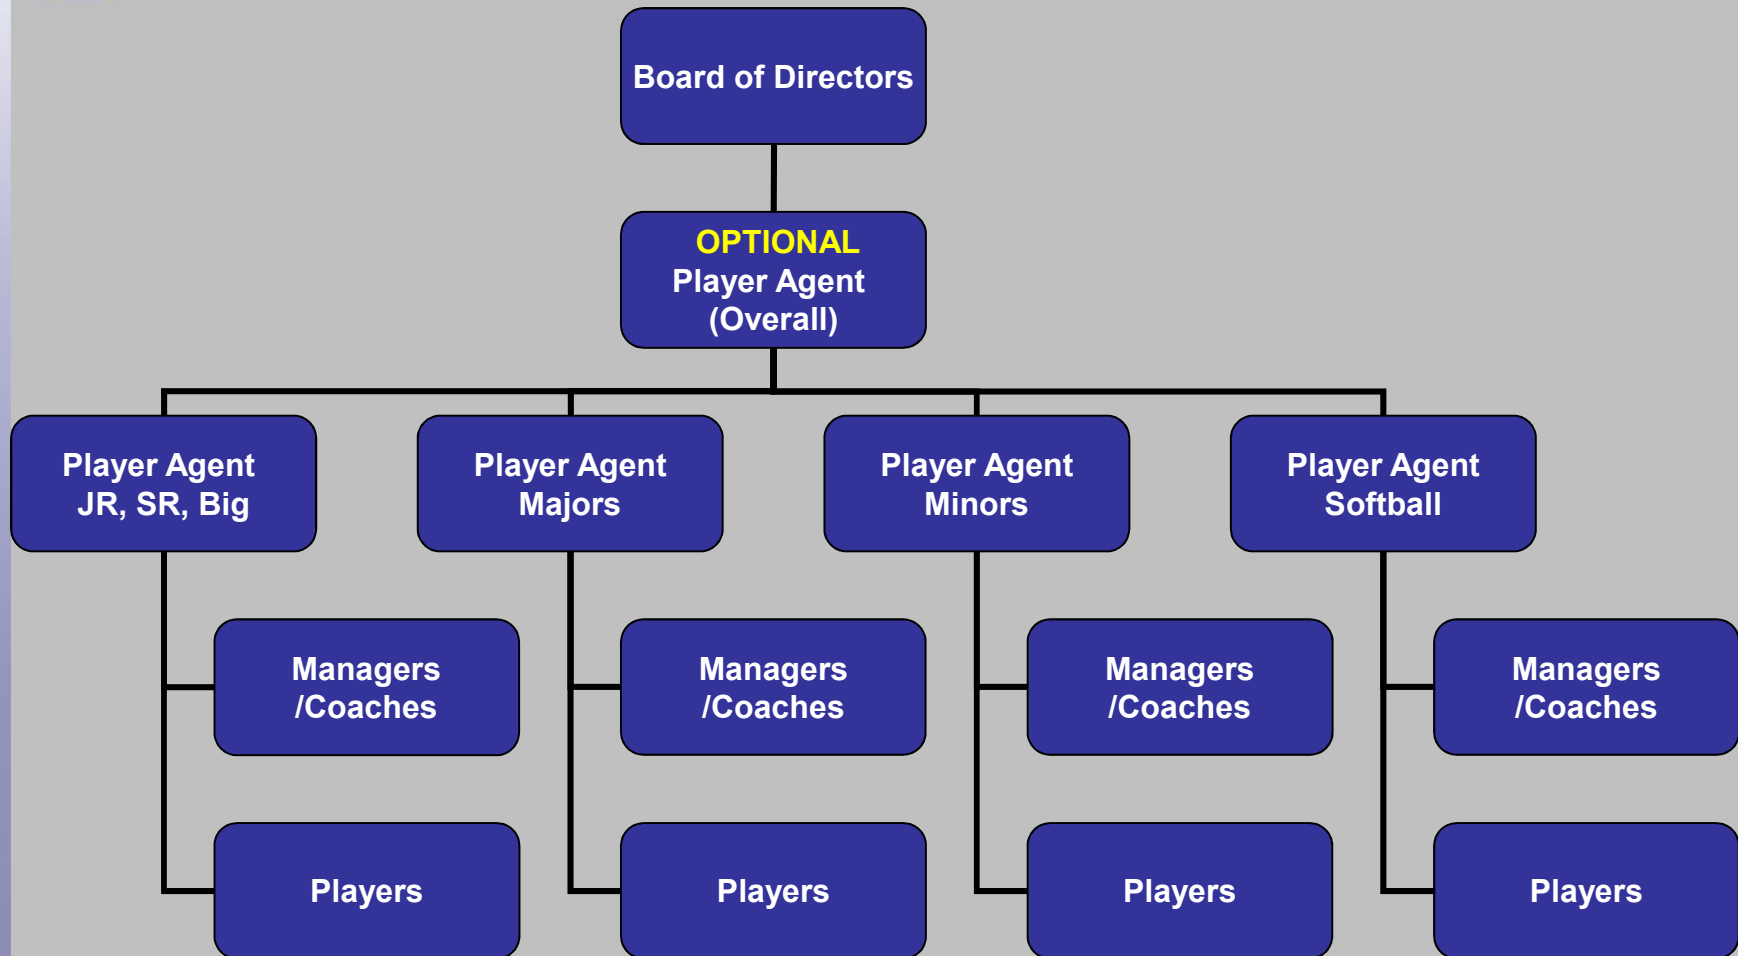 Board of Directors
OPTIONAL
Player Agent
(Overall)
Player Agent
JR, SR, Big
Player Agent
Majors
Player Agent
Minors
Player Agent
Softball
Managers
/Coaches
Managers
/Coaches
Managers
/Coaches
Managers
/Coaches
Players
Players
Players
Players